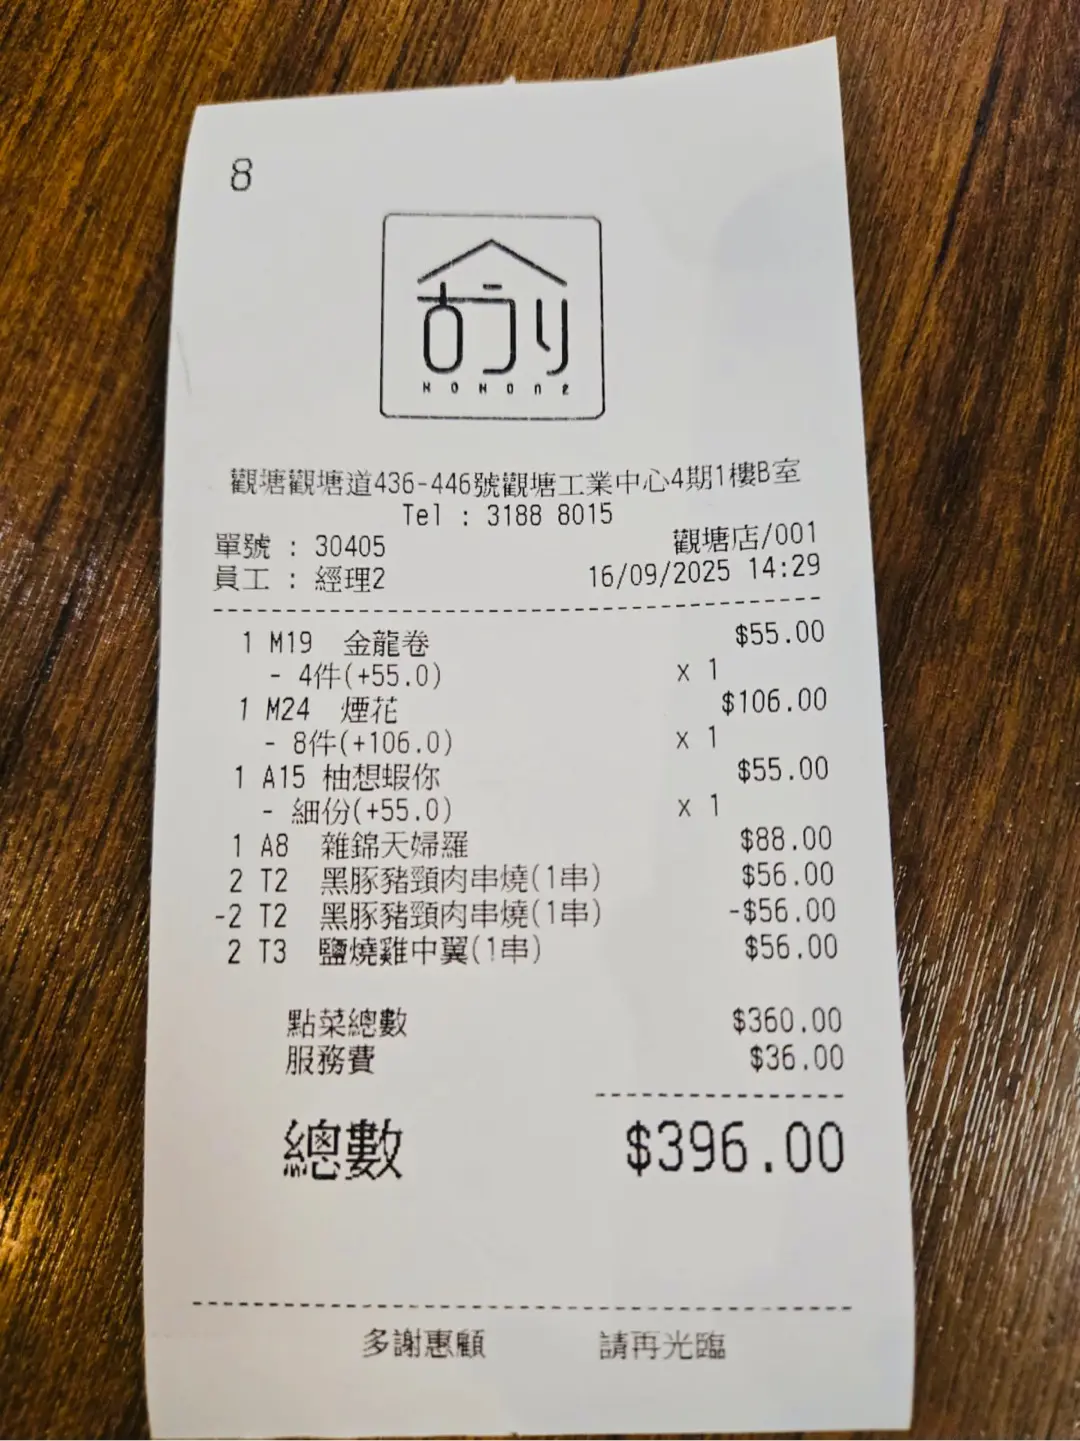 8
古うり
觀塘觀塘道436-446號觀塘工業中心4期1樓B室
Tel : 3188 8015
單號 : 30405 觀塘店/001
員工 : 經理2 16/09/2025 14:29
1 M19 金龍卷 $55.00
- 4件(+55.0) x 1
1 M24 煙花 $106.00
- 8件(+106.0) x 1
1 A15 柚想蝦你 $55.00
- 細份(+55.0) x 1
1 A8 雜錦天婦羅 $88.00
2 T2 黑豚豬頸肉串燒(1串) $56.00
-2 T2 黑豚豬頸肉串燒(1串) -$56.00
2 T3 鹽燒雞中翼(1串) $56.00
點菜總數 $360.00
服務費 $36.00
總數 $396.00
多謝惠顧 請再光臨